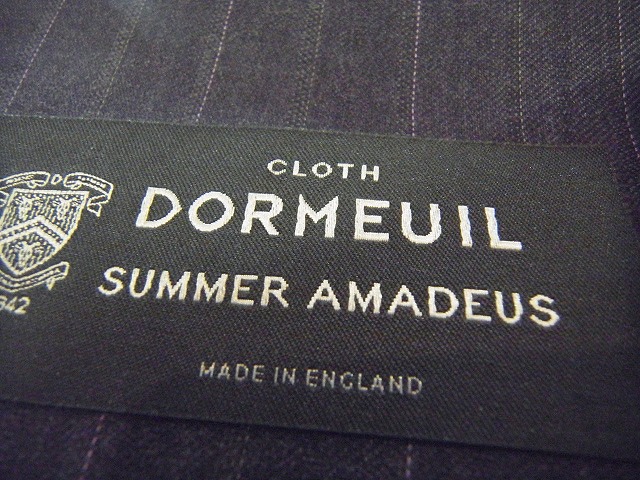 CLOTH
DORMEUIL
SUMMER AMADEUS
MADE IN ENGLAND